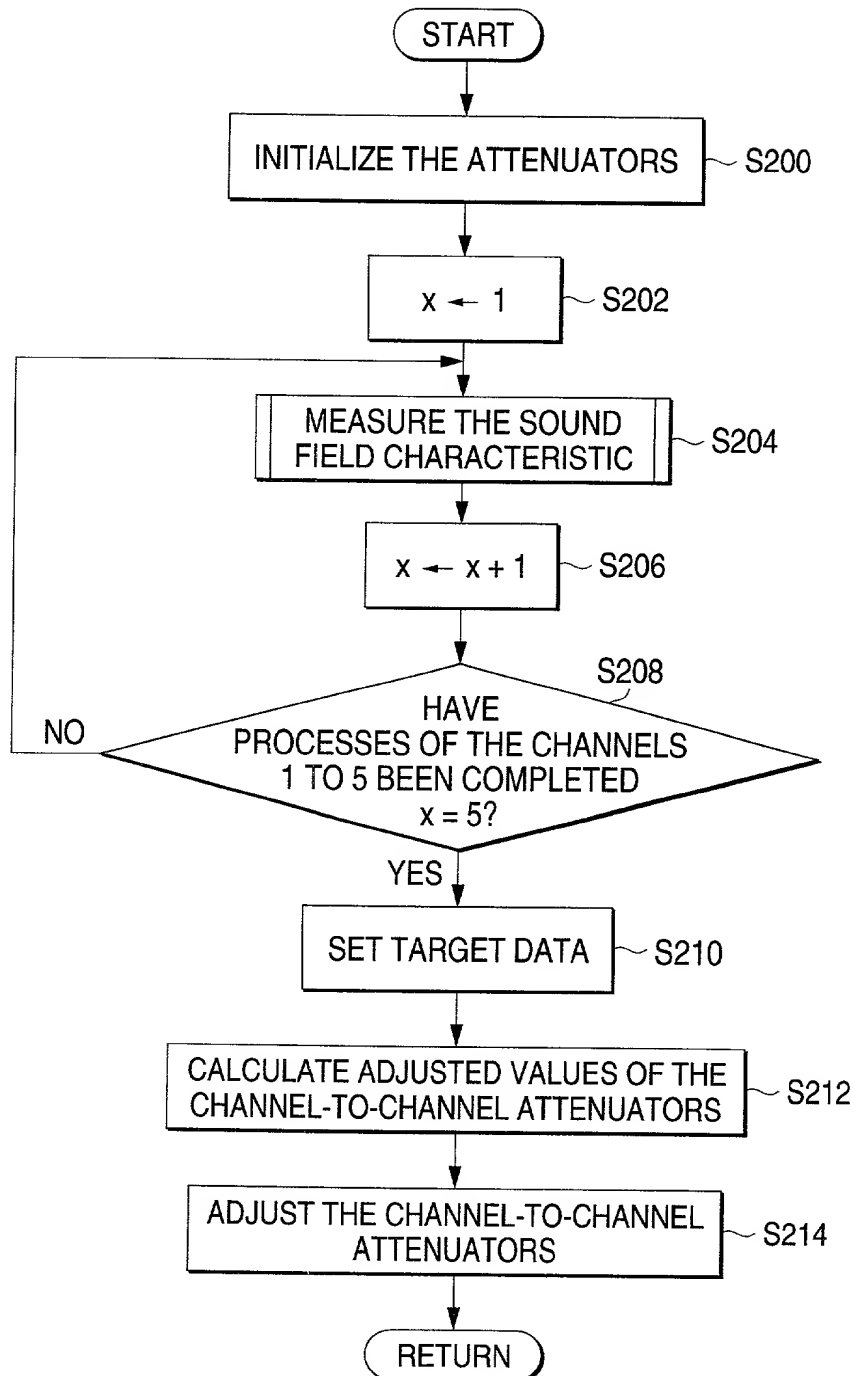 START
INITIALIZE THE ATTENUATORS
S200
x ← 1
S202
MEASURE THE SOUND
FIELD CHARACTERISTIC
S204
x ← x + 1
S206
S208
HAVE
PROCESSES OF THE CHANNELS
1 TO 5 BEEN COMPLETED
x = 5?
NO
YES
SET TARGET DATA
S210
CALCULATE ADJUSTED VALUES OF THE
CHANNEL-TO-CHANNEL ATTENUATORS
S212
ADJUST THE CHANNEL-TO-CHANNEL
ATTENUATORS
S214
RETURN